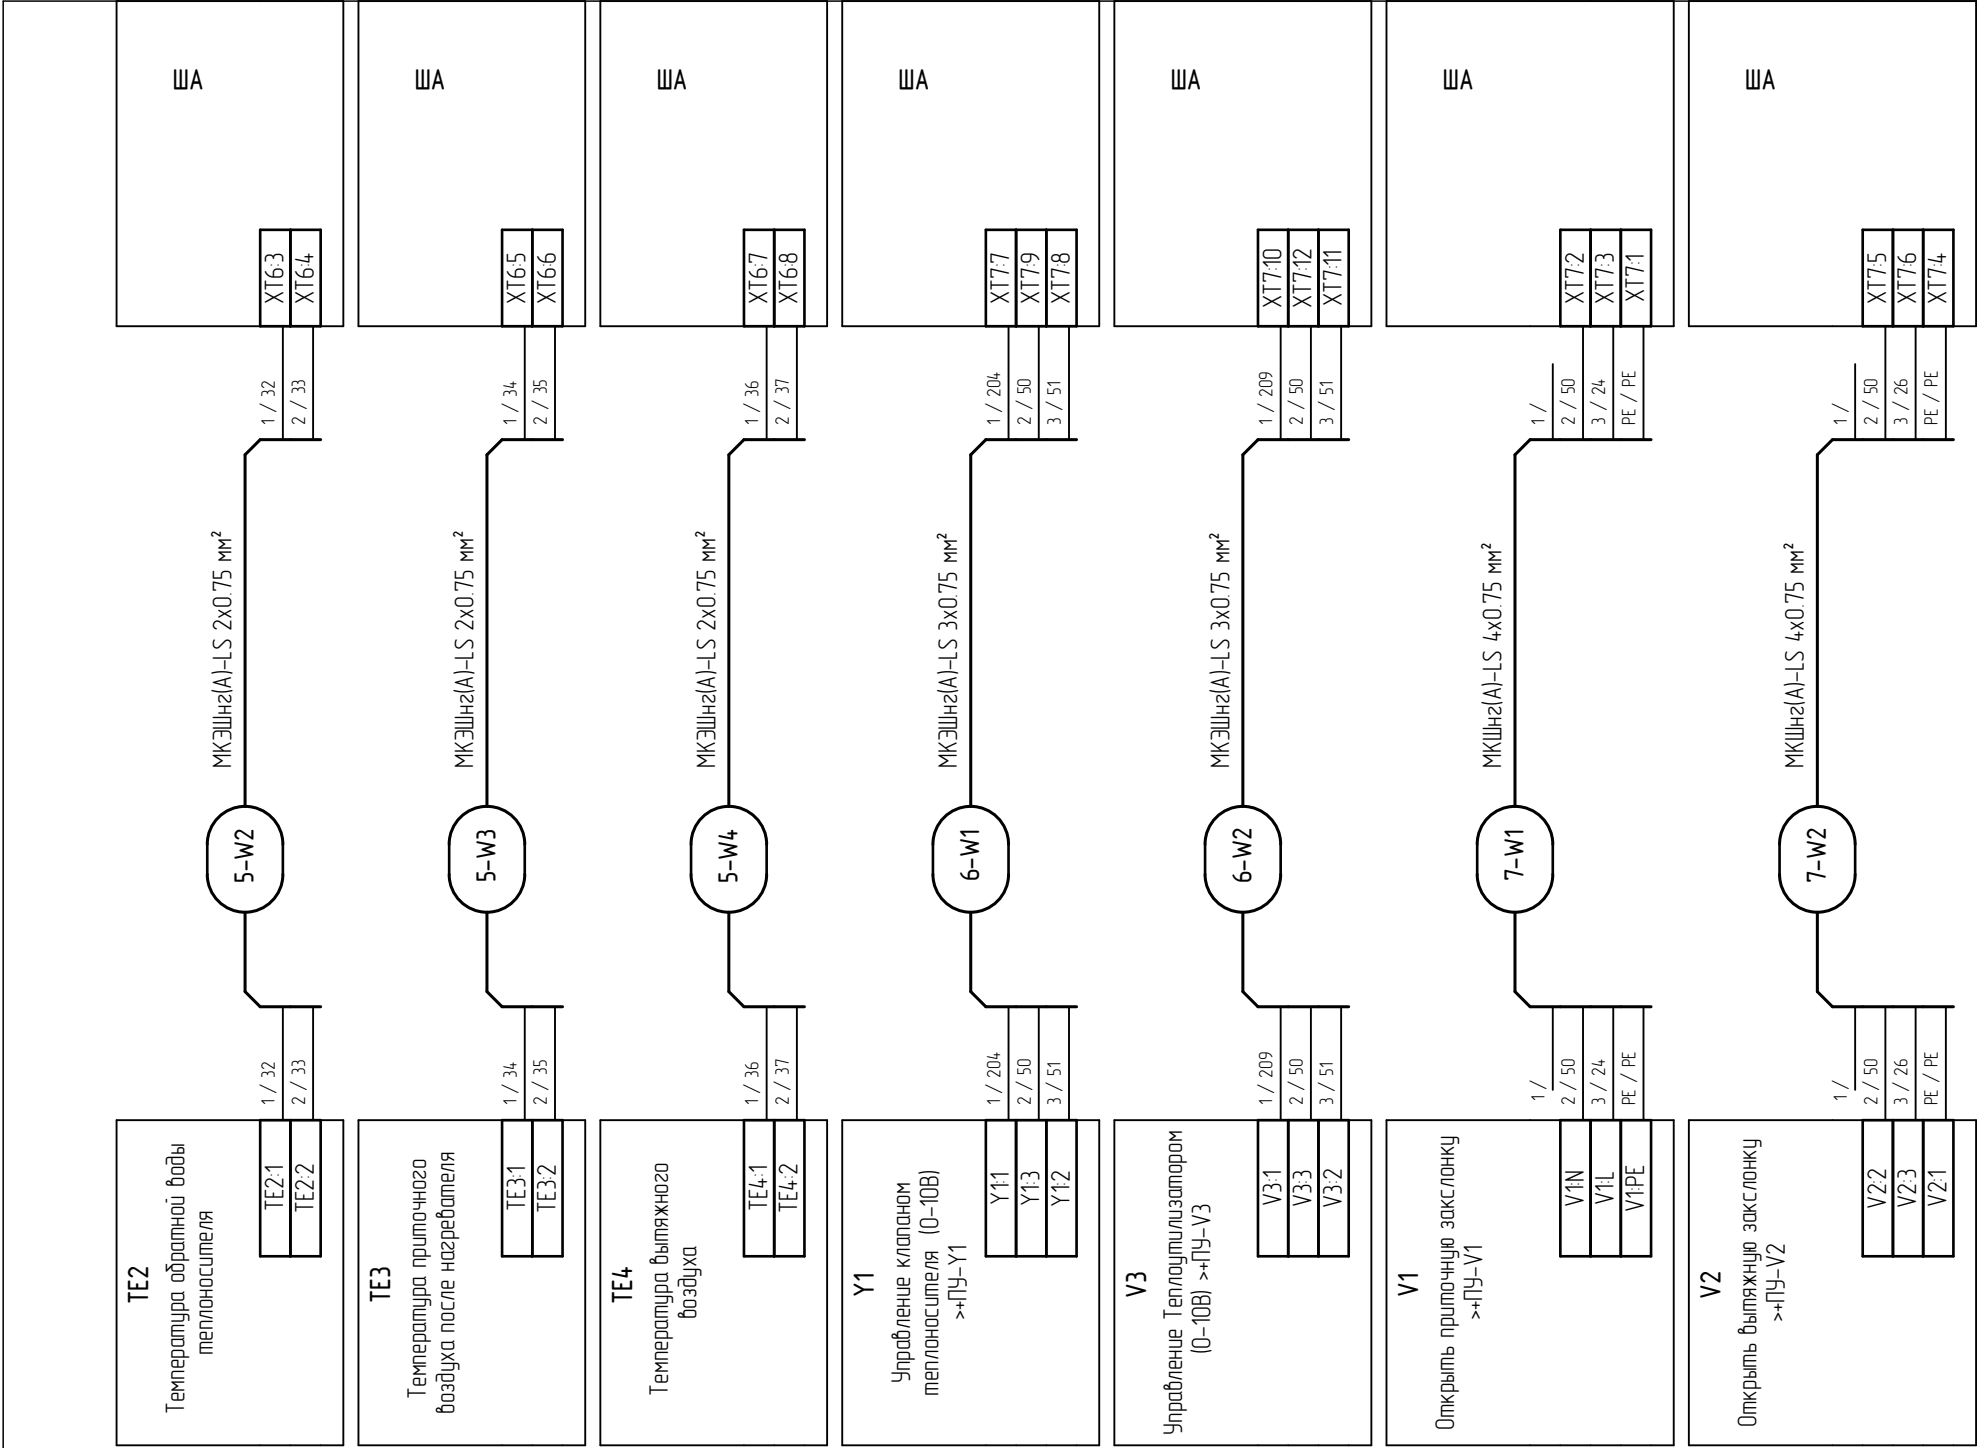 TE2
Температура обратной воды
теплоносителя
TE2:1
TE2:2
1 / 32
2 / 33
5-W2
МКЭШнг(А)-LS 2x0.75 мм²
1 / 32
2 / 33
XT6:3
XT6:4
ША
TE3
Температура приточного
воздуха после нагревателя
TE3:1
TE3:2
1 / 34
2 / 35
5-W3
МКЭШнг(А)-LS 2x0.75 мм²
1 / 34
2 / 35
XT6:5
XT6:6
ША
TE4
Температура вытяжного
воздуха
TE4:1
TE4:2
1 / 36
2 / 37
5-W4
МКЭШнг(А)-LS 2x0.75 мм²
1 / 36
2 / 37
XT6:7
XT6:8
ША
Y1
Управление клапаном
теплоносителя (0-10В)
>+ПУ-Y1
Y1:1
Y1:3
Y1:2
1 / 204
2 / 50
3 / 51
6-W1
МКЭШнг(А)-LS 3x0.75 мм²
1 / 204
2 / 50
3 / 51
XT7:7
XT7:9
XT7:8
ША
V3
Управление Теплоутилизатором
(0-10В) >+ПУ-V3
V3:1
V3:3
V3:2
1 / 209
2 / 50
3 / 51
6-W2
МКЭШнг(А)-LS 3x0.75 мм²
1 / 209
2 / 50
3 / 51
XT7:10
XT7:12
XT7:11
ША
V1
Открыть приточную закслонку
>+ПУ-V1
V1:N
V1:L
V1:PE
1 /
2 / 50
3 / 24
PE / PE
7-W1
МКШнг(А)-LS 4x0.75 мм²
1 /
2 / 50
3 / 24
PE / PE
XT7:2
XT7:3
XT7:1
ША
V2
Открыть вытяжную закслонку
>+ПУ-V2
V2:2
V2:3
V2:1
1 /
2 / 50
3 / 26
PE / PE
7-W2
МКШнг(А)-LS 4x0.75 мм²
1 /
2 / 50
3 / 26
PE / PE
XT7:5
XT7:6
XT7:4
ША